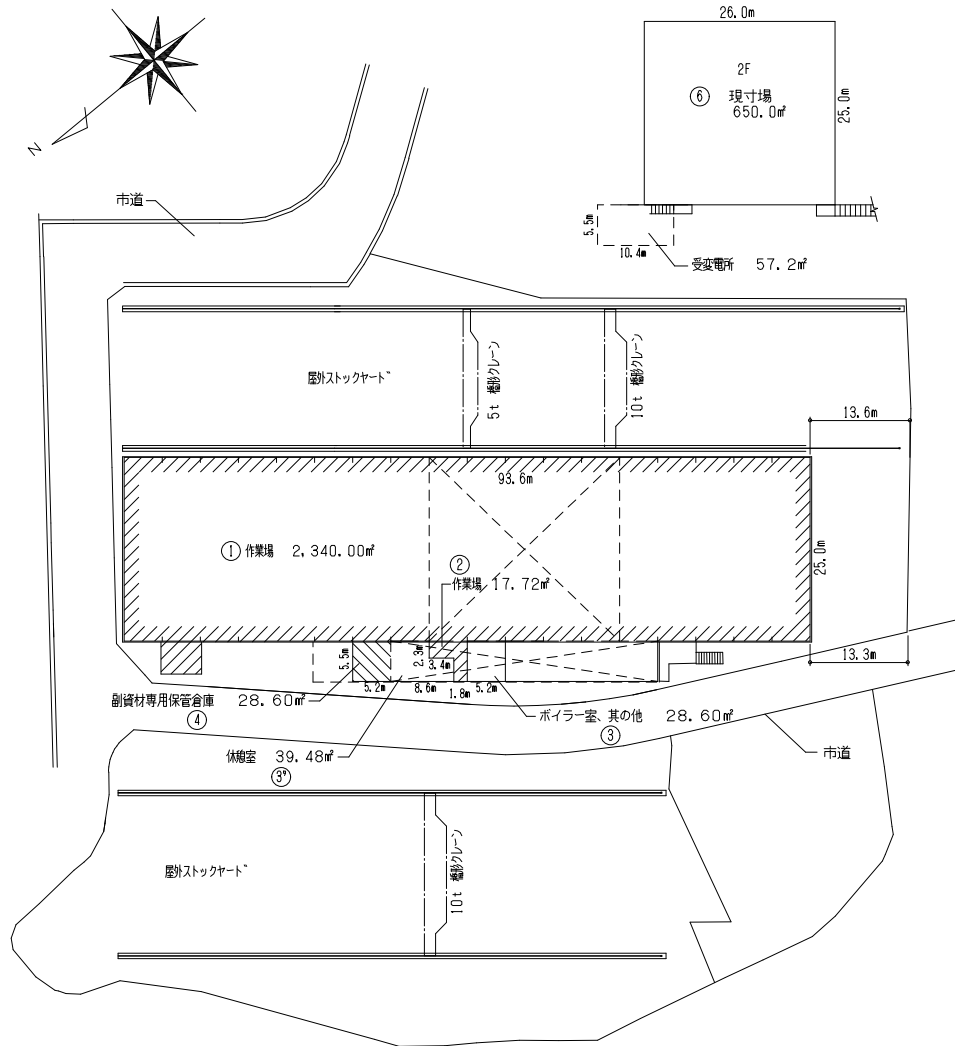 26.0m
2F
⑥ 現寸場
650.0㎡
25.0m
N
市道
5.5m
10.4m
受変電所 57.2㎡
屋外ストックヤード
5t 橋形クレーン
10t 橋形クレーン
13.6m
93.6m
① 作業場 2,340.00㎡
②
作業場 17.72㎡
25.0m
5.5m
2.3m
3.4m
5.2m
8.6m
1.8m
5.2m
13.3m
副資材専用保管倉庫 28.60㎡
④
ボイラー室、其の他 28.60㎡
③
休憩室 39.48㎡
③'
市道
屋外ストックヤード
10t 橋形クレーン